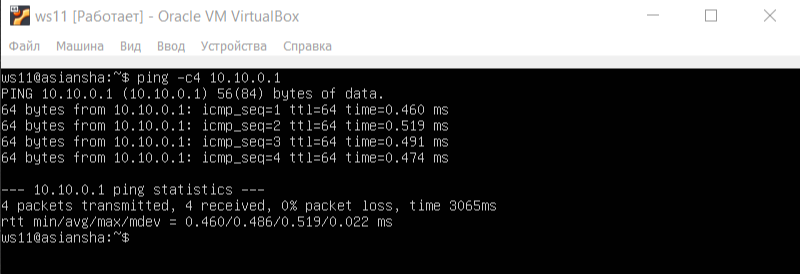 ws11 [Работает] - Oracle VM VirtualBox
Файл Машина Вид Ввод Устройства Справка
ws11@asiansha:~$ ping -c4 10.10.0.1
PING 10.10.0.1 (10.10.0.1) 56(84) bytes of data.
64 bytes from 10.10.0.1: icmp_seq=1 ttl=64 time=0.460 ms
64 bytes from 10.10.0.1: icmp_seq=2 ttl=64 time=0.519 ms
64 bytes from 10.10.0.1: icmp_seq=3 ttl=64 time=0.491 ms
64 bytes from 10.10.0.1: icmp_seq=4 ttl=64 time=0.474 ms
--- 10.10.0.1 ping statistics ---
4 packets transmitted, 4 received, 0% packet loss, time 3065ms
rtt min/avg/max/mdev = 0.460/0.486/0.519/0.022 ms
ws11@asiansha:~$